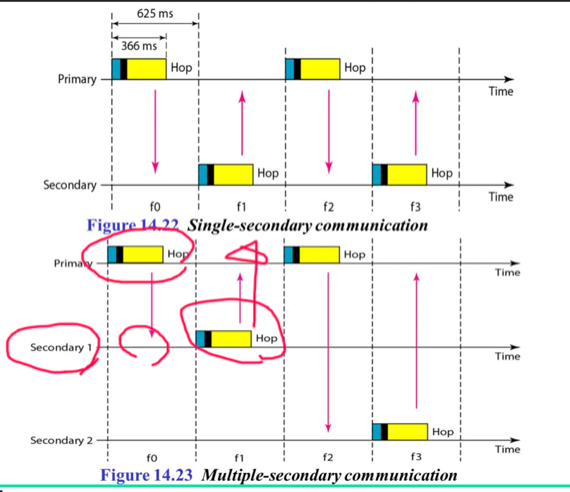 625 ms
366 ms
Hop
Hop
Primary
Time
Hop
Hop
Secondary
Time
f0 f1 f2 f3
Figure 14.22 Single-secondary communication
Hop
Hop
Primary
Time
Hop
Secondary 1
Time
Hop
Secondary 2
Time
f0 f1 f2 f3
Figure 14.23 Multiple-secondary communication